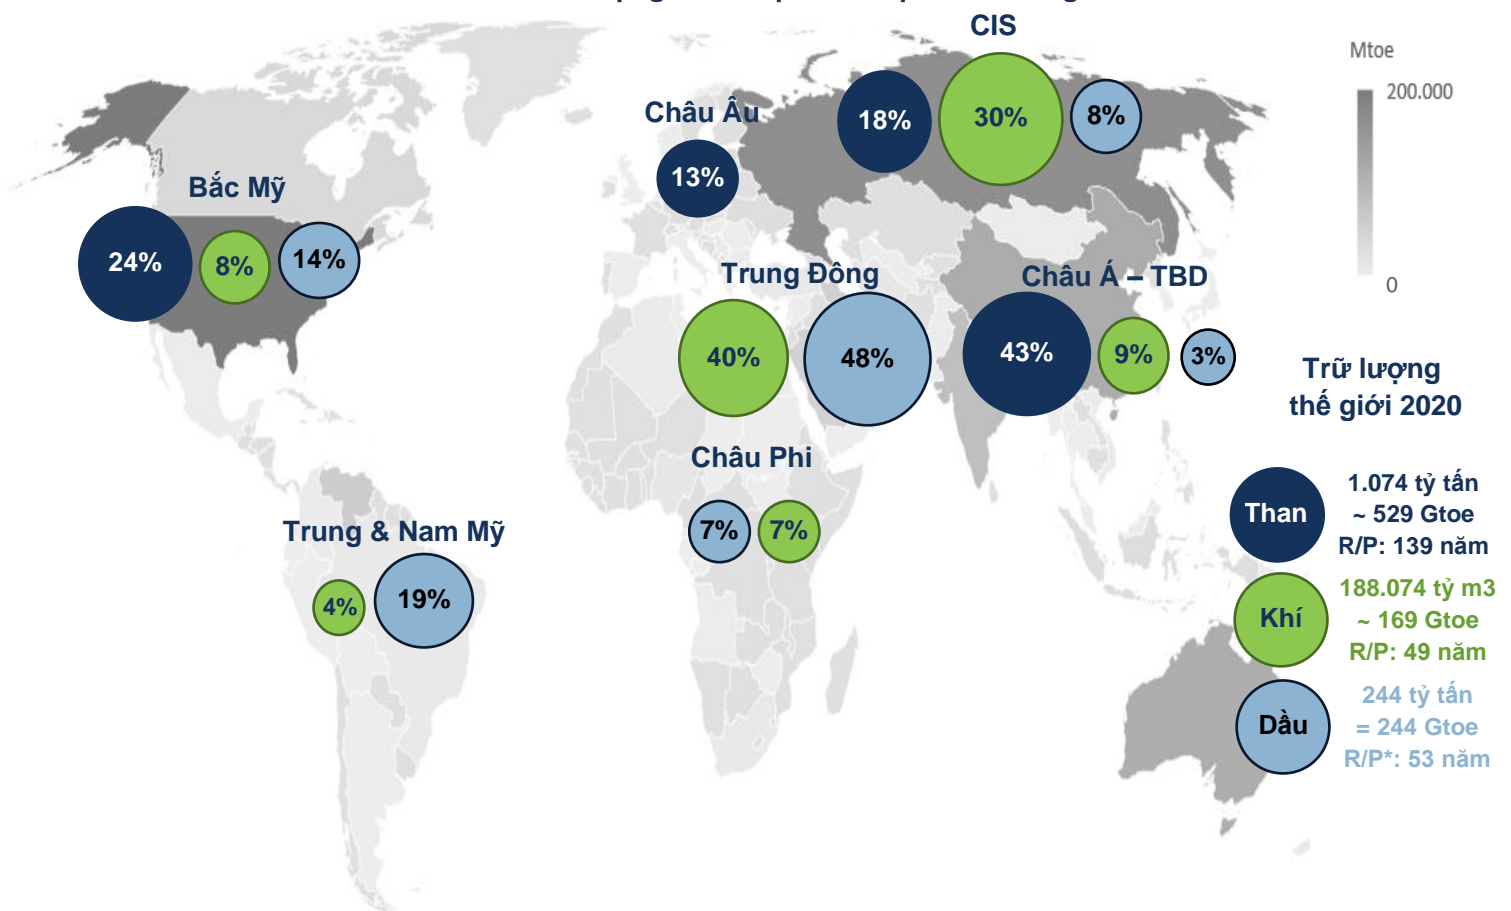 CIS
Mtoe
200.000
0
Châu Âu
18%
30%
8%
13%
Bắc Mỹ
24%
8%
14%
Trung Đông
40%
48%
Châu Á – TBD
43%
9%
3%
Châu Phi
7%
7%
Trung & Nam Mỹ
4%
19%
Trữ lượng
thế giới 2020
Than
1.074 tỷ tấn
~ 529 Gtoe
R/P: 139 năm
Khí
188.074 tỷ m3
~ 169 Gtoe
R/P: 49 năm
Dầu
244 tỷ tấn
= 244 Gtoe
R/P*: 53 năm